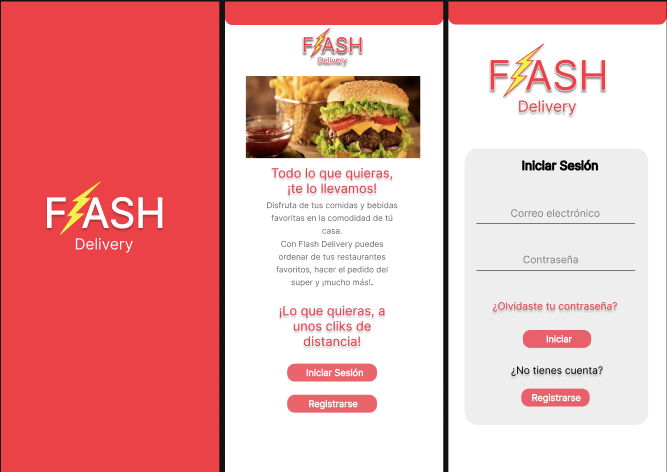 FLASH
Delivery
FLASH
Delivery
Todo lo que quieras,
¡te lo llevamos!
Disfruta de tus comidas y bebidas
favoritas en la comodidad de tú
casa.
Con Flash Delivery puedes
ordenar de tus restaurantes
favoritos, hacer el pedido del
super y ¡mucho más!.
¡Lo que quieras, a
unos cliks de
distancia!
Iniciar Sesión
Registrarse
FLASH
Delivery
Iniciar Sesión
Correo electrónico
Contraseña
¿Olvidaste tu contraseña?
Iniciar
¿No tienes cuenta?
Registrarse